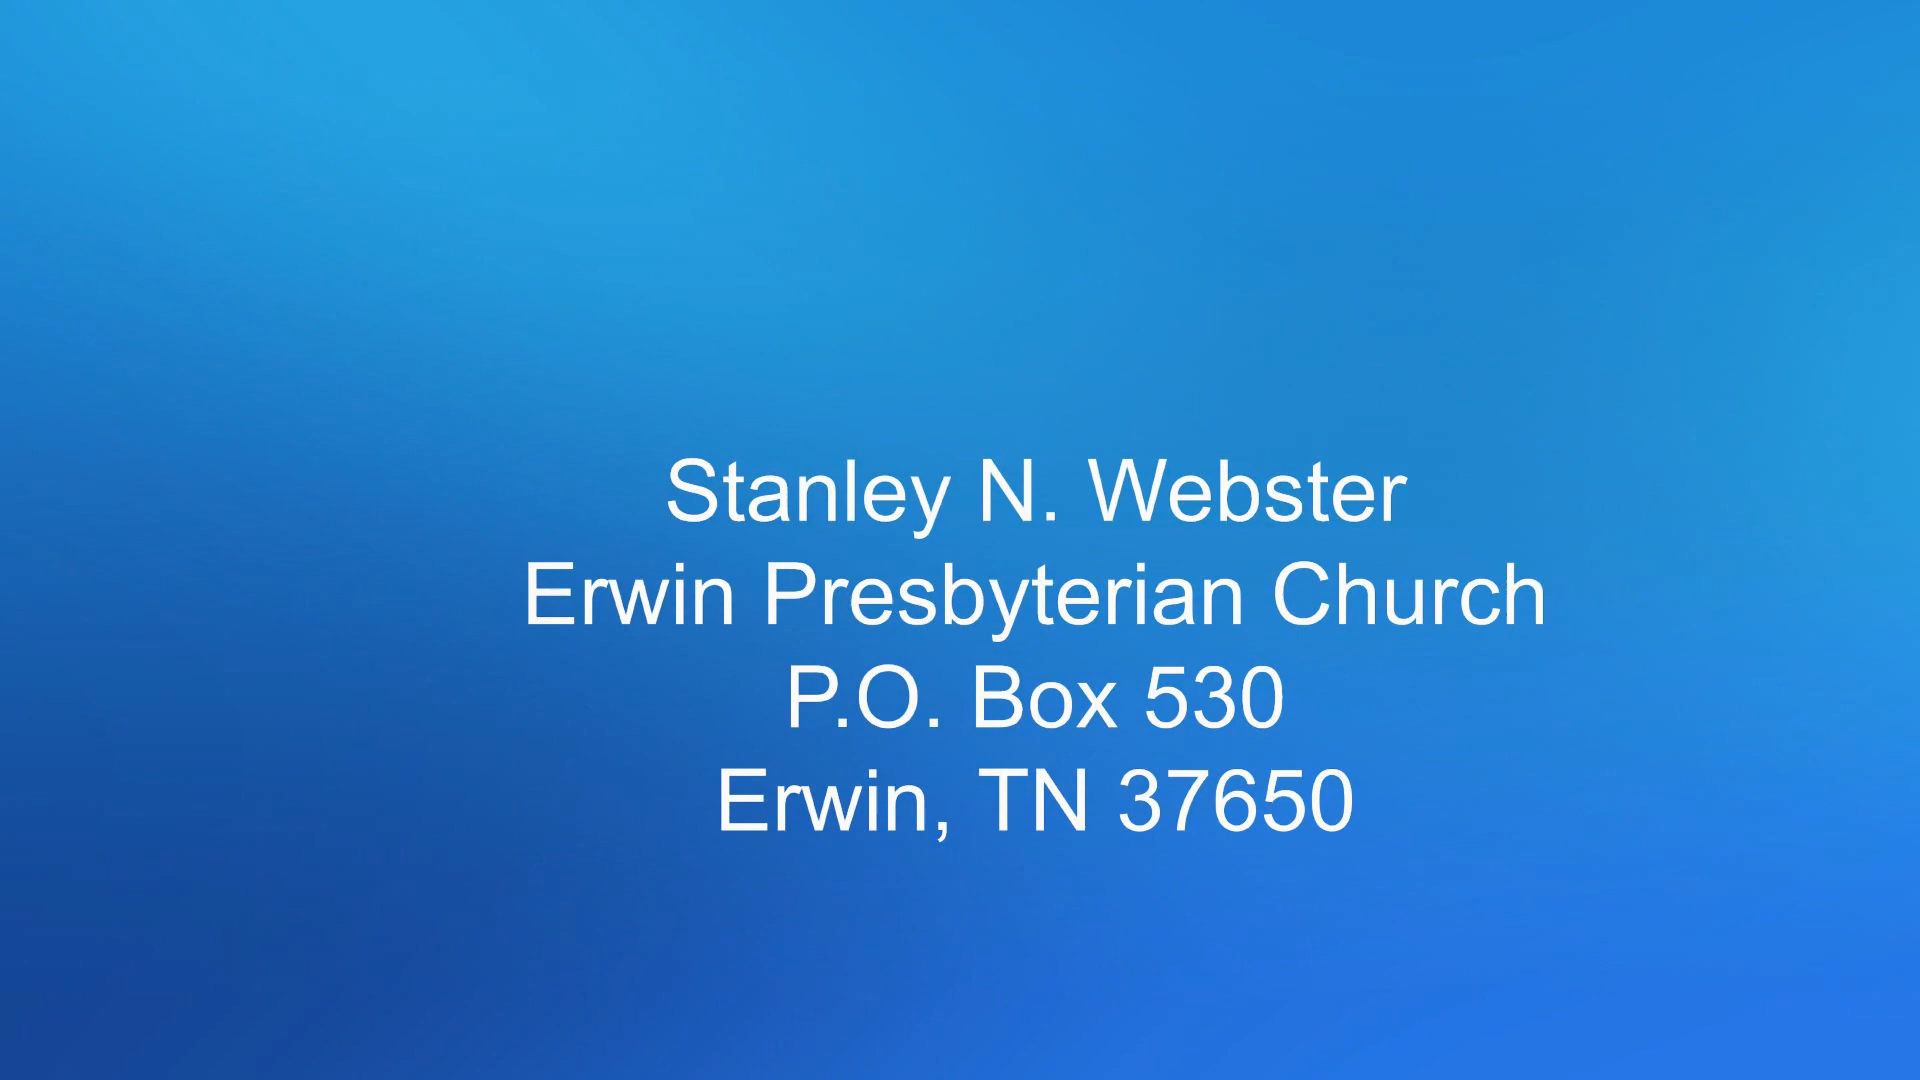 Stanley N. Webster
Erwin Presbyterian Church
P.O. Box 530
Erwin, TN 37650